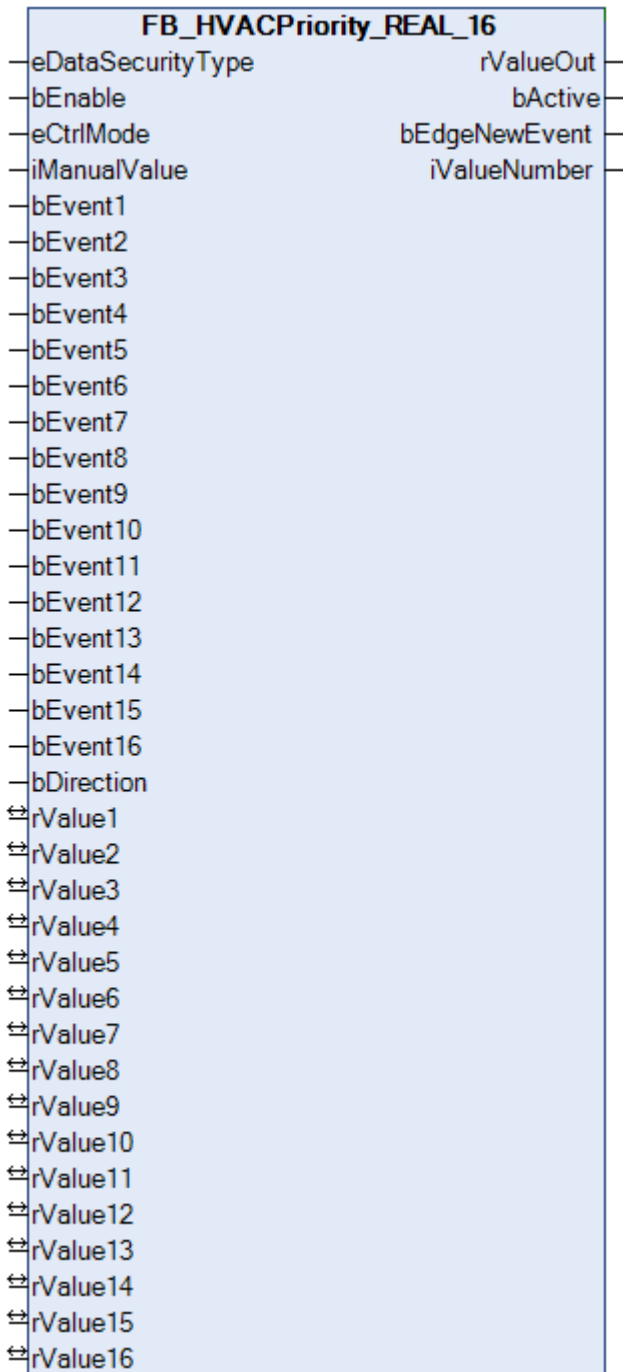 FB_HVACPriority_REAL_16
eDataSecurityType rValueOut
bEnable bActive
eCtrlMode bEdgeNewEvent
iManualValue iValueNumber
bEvent1
bEvent2
bEvent3
bEvent4
bEvent5
bEvent6
bEvent7
bEvent8
bEvent9
bEvent10
bEvent11
bEvent12
bEvent13
bEvent14
bEvent15
bEvent16
bDirection
rValue1
rValue2
rValue3
rValue4
rValue5
rValue6
rValue7
rValue8
rValue9
rValue10
rValue11
rValue12
rValue13
rValue14
rValue15
rValue16